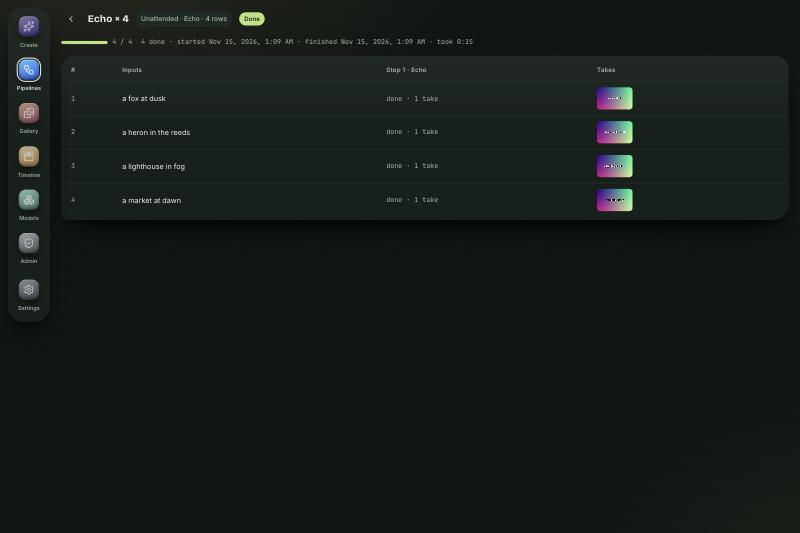 Create
Pipelines
Gallery
Timeline
Models
Admin
Settings
Echo × 4
Unattended · Echo · 4 rows
Done
4 / 4 4 done · started Nov 15, 2026, 1:09 AM · finished Nov 15, 2026, 1:09 AM · took 0:15
# Inputs Step 1 · Echo Takes
1 a fox at dusk done · 1 take
2 a heron in the reeds done · 1 take
3 a lighthouse in fog done · 1 take
4 a market at dawn done · 1 take